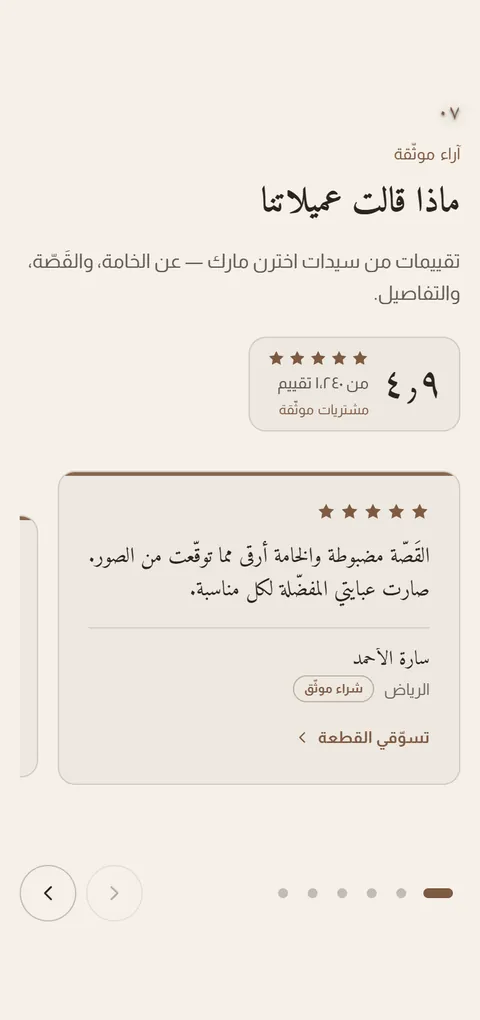 ٠٧
آراء موثّقة
ماذا قالت عميلاتنا
تقييمات من سيدات اخترن مارك — عن الخامة، والقَصّة،
والتفاصيل.
٤٫٩
من ١٬٢٤٠ تقييم
مشتريات موثّقة
القَصّة مضبوطة والخامة أرقى مما توقّعت من الصور.
صارت عبايتي المفضّلة لكل مناسبة.
سارة الأحمد
الرياض شراء موثّق
تسوّقي القطعة